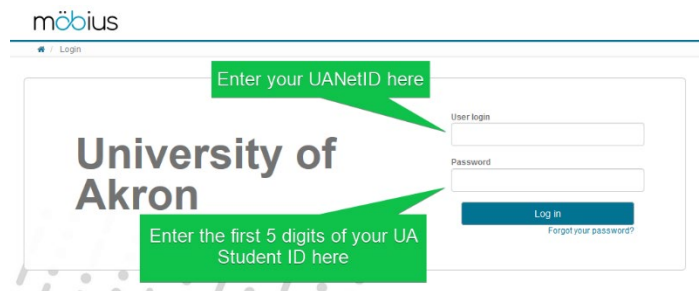 möbius
/ Login
Enter your UANetID here
User login
University of
Akron
Password
Log in
Forgot your password?
Enter the first 5 digits of your UA
Student ID here